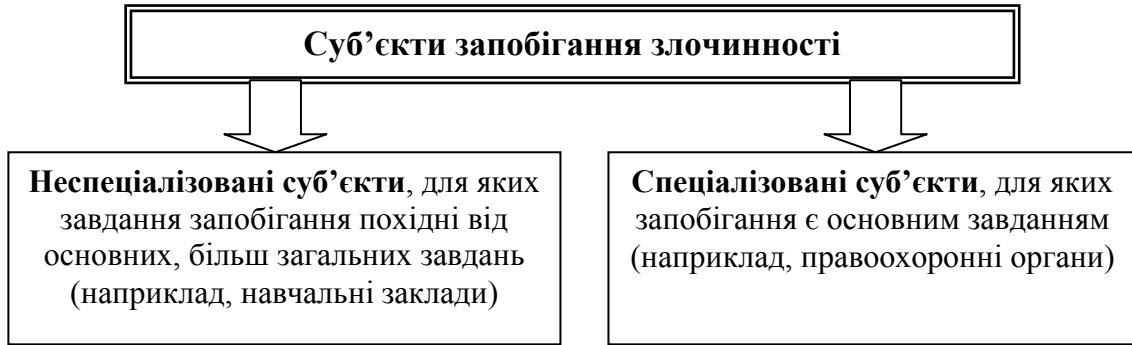 Суб’єкти запобігання злочинності
Неспеціалізовані суб’єкти, для яких
завдання запобігання похідні від
основних, більш загальних завдань
(наприклад, навчальні заклади)
Спеціалізовані суб’єкти, для яких
запобігання є основним завданням
(наприклад, правоохоронні органи)